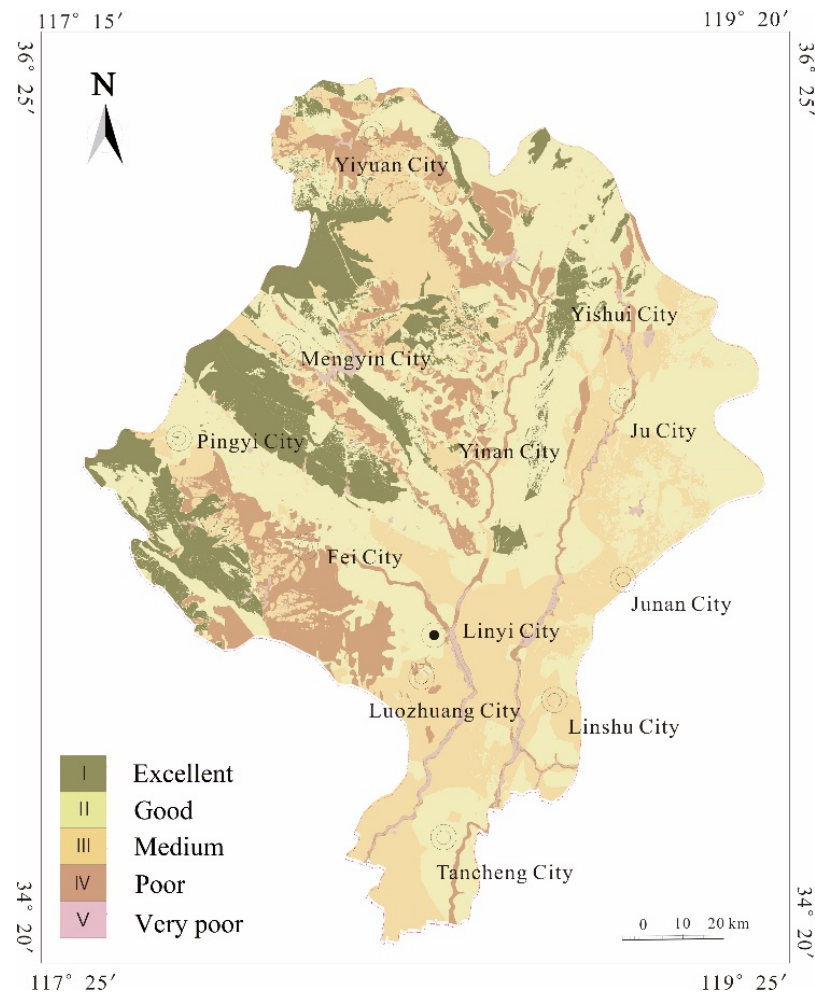 117° 15′
119° 20′
36° 25′
36° 25′
N
Yiyuan City
Yishui City
Mengyin City
Ju City
Pingyi City
Yinan City
Fei City
Junan City
Linyi City
Luozhuang City
Linshu City
I Excellent
II Good
III Medium
IV Poor
V Very poor
Tancheng City
34° 20′
34° 20′
0 10 20 km
117° 25′
119° 25′